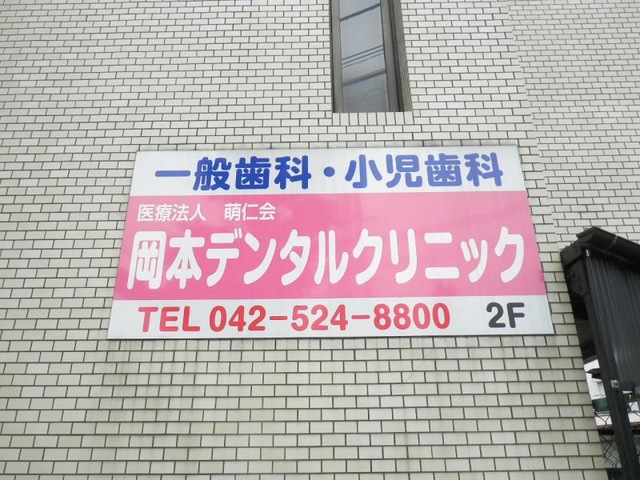 一般歯科・小児歯科
医療法人 萌仁会
岡本デンタルクリニック
TEL 042-524-8800 2F